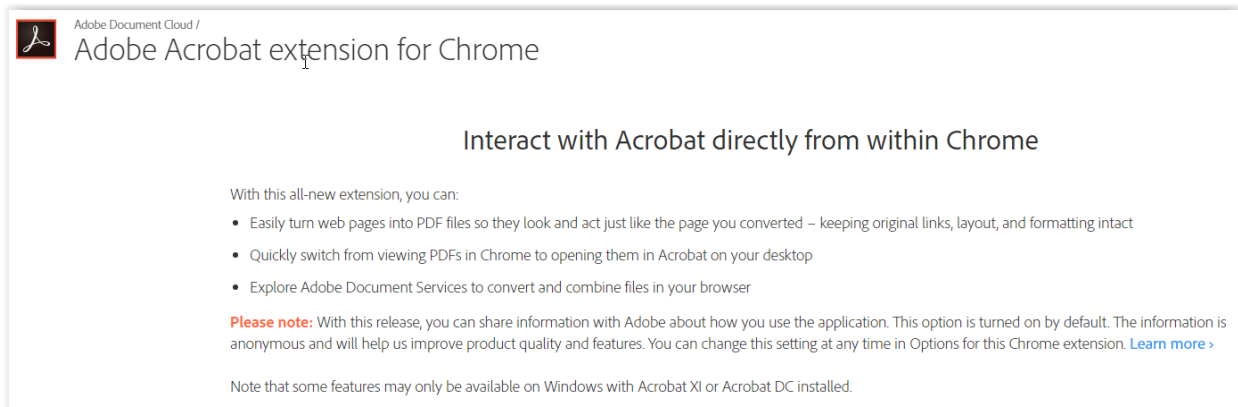 Adobe Document Cloud /
Adobe Acrobat extension for Chrome
Interact with Acrobat directly from within Chrome
With this all-new extension, you can:
• Easily turn web pages into PDF files so they look and act just like the page you converted – keeping original links, layout, and formatting intact
• Quickly switch from viewing PDFs in Chrome to opening them in Acrobat on your desktop
• Explore Adobe Document Services to convert and combine files in your browser
Please note: With this release, you can share information with Adobe about how you use the application. This option is turned on by default. The information is
anonymous and will help us improve product quality and features. You can change this setting at any time in Options for this Chrome extension. Learn more ›
Note that some features may only be available on Windows with Acrobat XI or Acrobat DC installed.